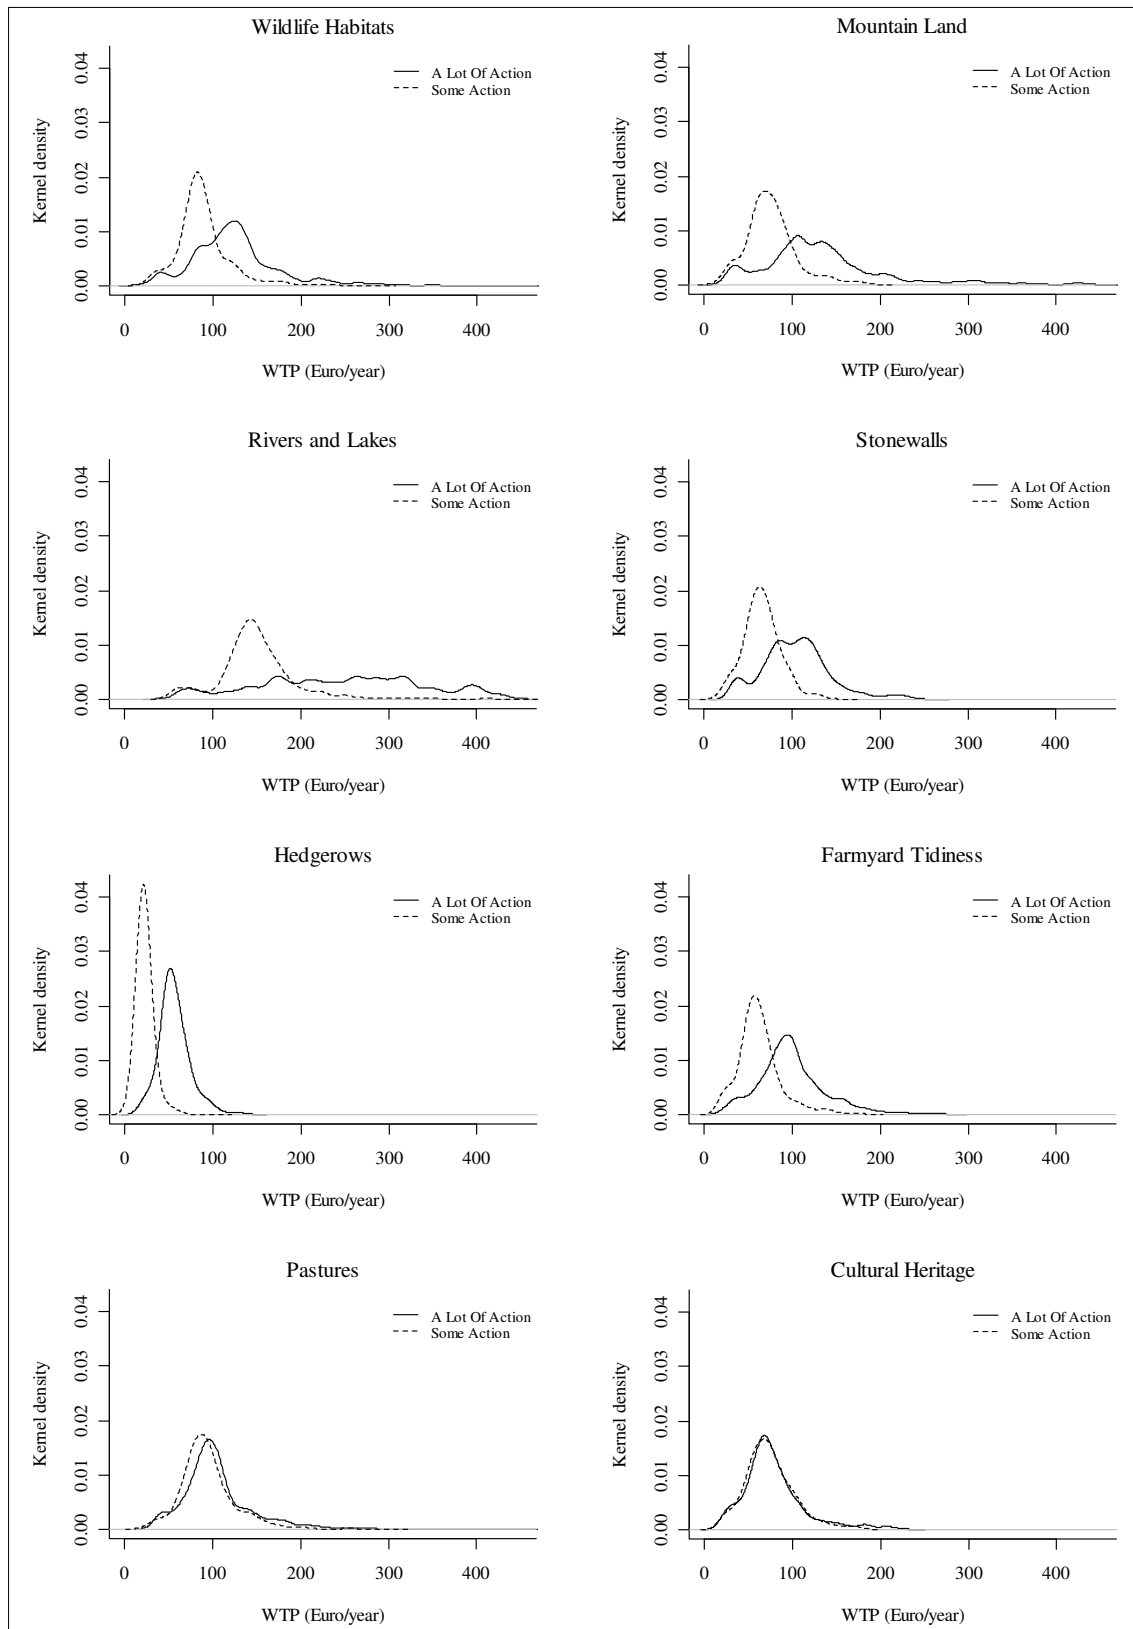 Wildlife Habitats
Kernel density
0.00 0.01 0.02 0.03 0.04
A Lot Of Action
Some Action
0 100 200 300 400
WTP (Euro/year)
Mountain Land
Kernel density
0.00 0.01 0.02 0.03 0.04
A Lot Of Action
Some Action
0 100 200 300 400
WTP (Euro/year)
Rivers and Lakes
Kernel density
0.00 0.01 0.02 0.03 0.04
A Lot Of Action
Some Action
0 100 200 300 400
WTP (Euro/year)
Stonewalls
Kernel density
0.00 0.01 0.02 0.03 0.04
A Lot Of Action
Some Action
0 100 200 300 400
WTP (Euro/year)
Hedgerows
Kernel density
0.00 0.01 0.02 0.03 0.04
A Lot Of Action
Some Action
0 100 200 300 400
WTP (Euro/year)
Farmyard Tidiness
Kernel density
0.00 0.01 0.02 0.03 0.04
A Lot Of Action
Some Action
0 100 200 300 400
WTP (Euro/year)
Pastures
Kernel density
0.00 0.01 0.02 0.03 0.04
A Lot Of Action
Some Action
0 100 200 300 400
WTP (Euro/year)
Cultural Heritage
Kernel density
0.00 0.01 0.02 0.03 0.04
A Lot Of Action
Some Action
0 100 200 300 400
WTP (Euro/year)